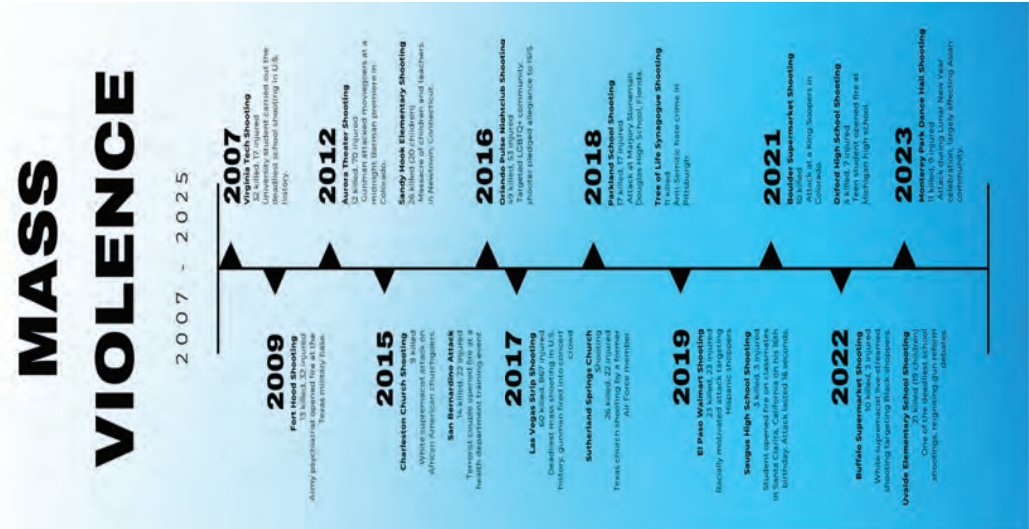 MASS
VIOLENCE
2007 - 2025
2007
Virginia Tech Shooting
32 killed, 17 injured
University student carried out the
deadliest school shooting in U.S.
history.
2009
Fort Hood Shooting
13 killed, 32 injured
Army psychiatrist opened fire at the
Texas military base.
2012
Aurora Theater Shooting
12 killed, 70 injured
Gunman attacked moviegoers at a
midnight Batman premiere in
Colorado.
Sandy Hook Elementary Shooting
26 killed (20 children)
Massacre of children and teachers
in Newtown, Connecticut.
2015
Charleston Church Shooting
9 killed
White supremacist attack on
African American churchgoers.
San Bernardino Attack
14 killed, 22 injured
Terrorist couple opened fire at a
health department training event
2016
Orlando Pulse Nighsclub Shooting
49 killed, 53 injured
Targeted LGBTQ+ community;
shooter pledged allegiance to ISIS.
2017
Las Vegas Strip Shooting
60 killed, 867 injured
Deadliest mass shooting in U.S.
history; gunman fired into concert
crowd
Sutherland Springs Church
Shooting
26 killed, 22 injured
Texas church shooting by a former
Air Force member
2018
Parkland School Shooting
17 killed, 17 injured
Attack at Marjory Stoneman
Douglas High School, Florida.
Tree of Life Synagogue Shooting
11 killed
Anti-Semitic hate crime in
Pittsburgh.
2019
El Paso Walmart Shooting
23 killed, 23 injured
Racially motivated attack targeting
Hispanic shoppers
Saugus High School Shooting
3 killed, 3 injured
Student opened fire on classmates
in Santa Clarita, California on his 16th
birthday. Attack lasted 16 seconds.
2021
Boulder Supermarket Shooting
10 killed
Attack at a King Soopers in
Colorado.
Oxford High School Shooting
4 killed, 7 injured
Teen student opened fire at
Michigan high school.
2022
Buffalo Supermarket Shooting
10 killed, 3 injured
White supremacist live-streamed
shooting targeting Black shoppers.
Uvalde Elementary School Shooting
21 killed (19 children)
One of the deadliest school
shootings, reigniting gun reform
debates.
2023
Monterey Park Dance Hall Shooting
11 killed, 9 injured
Attack during Lunar New Year
celebration, largely affecting Asian
community.